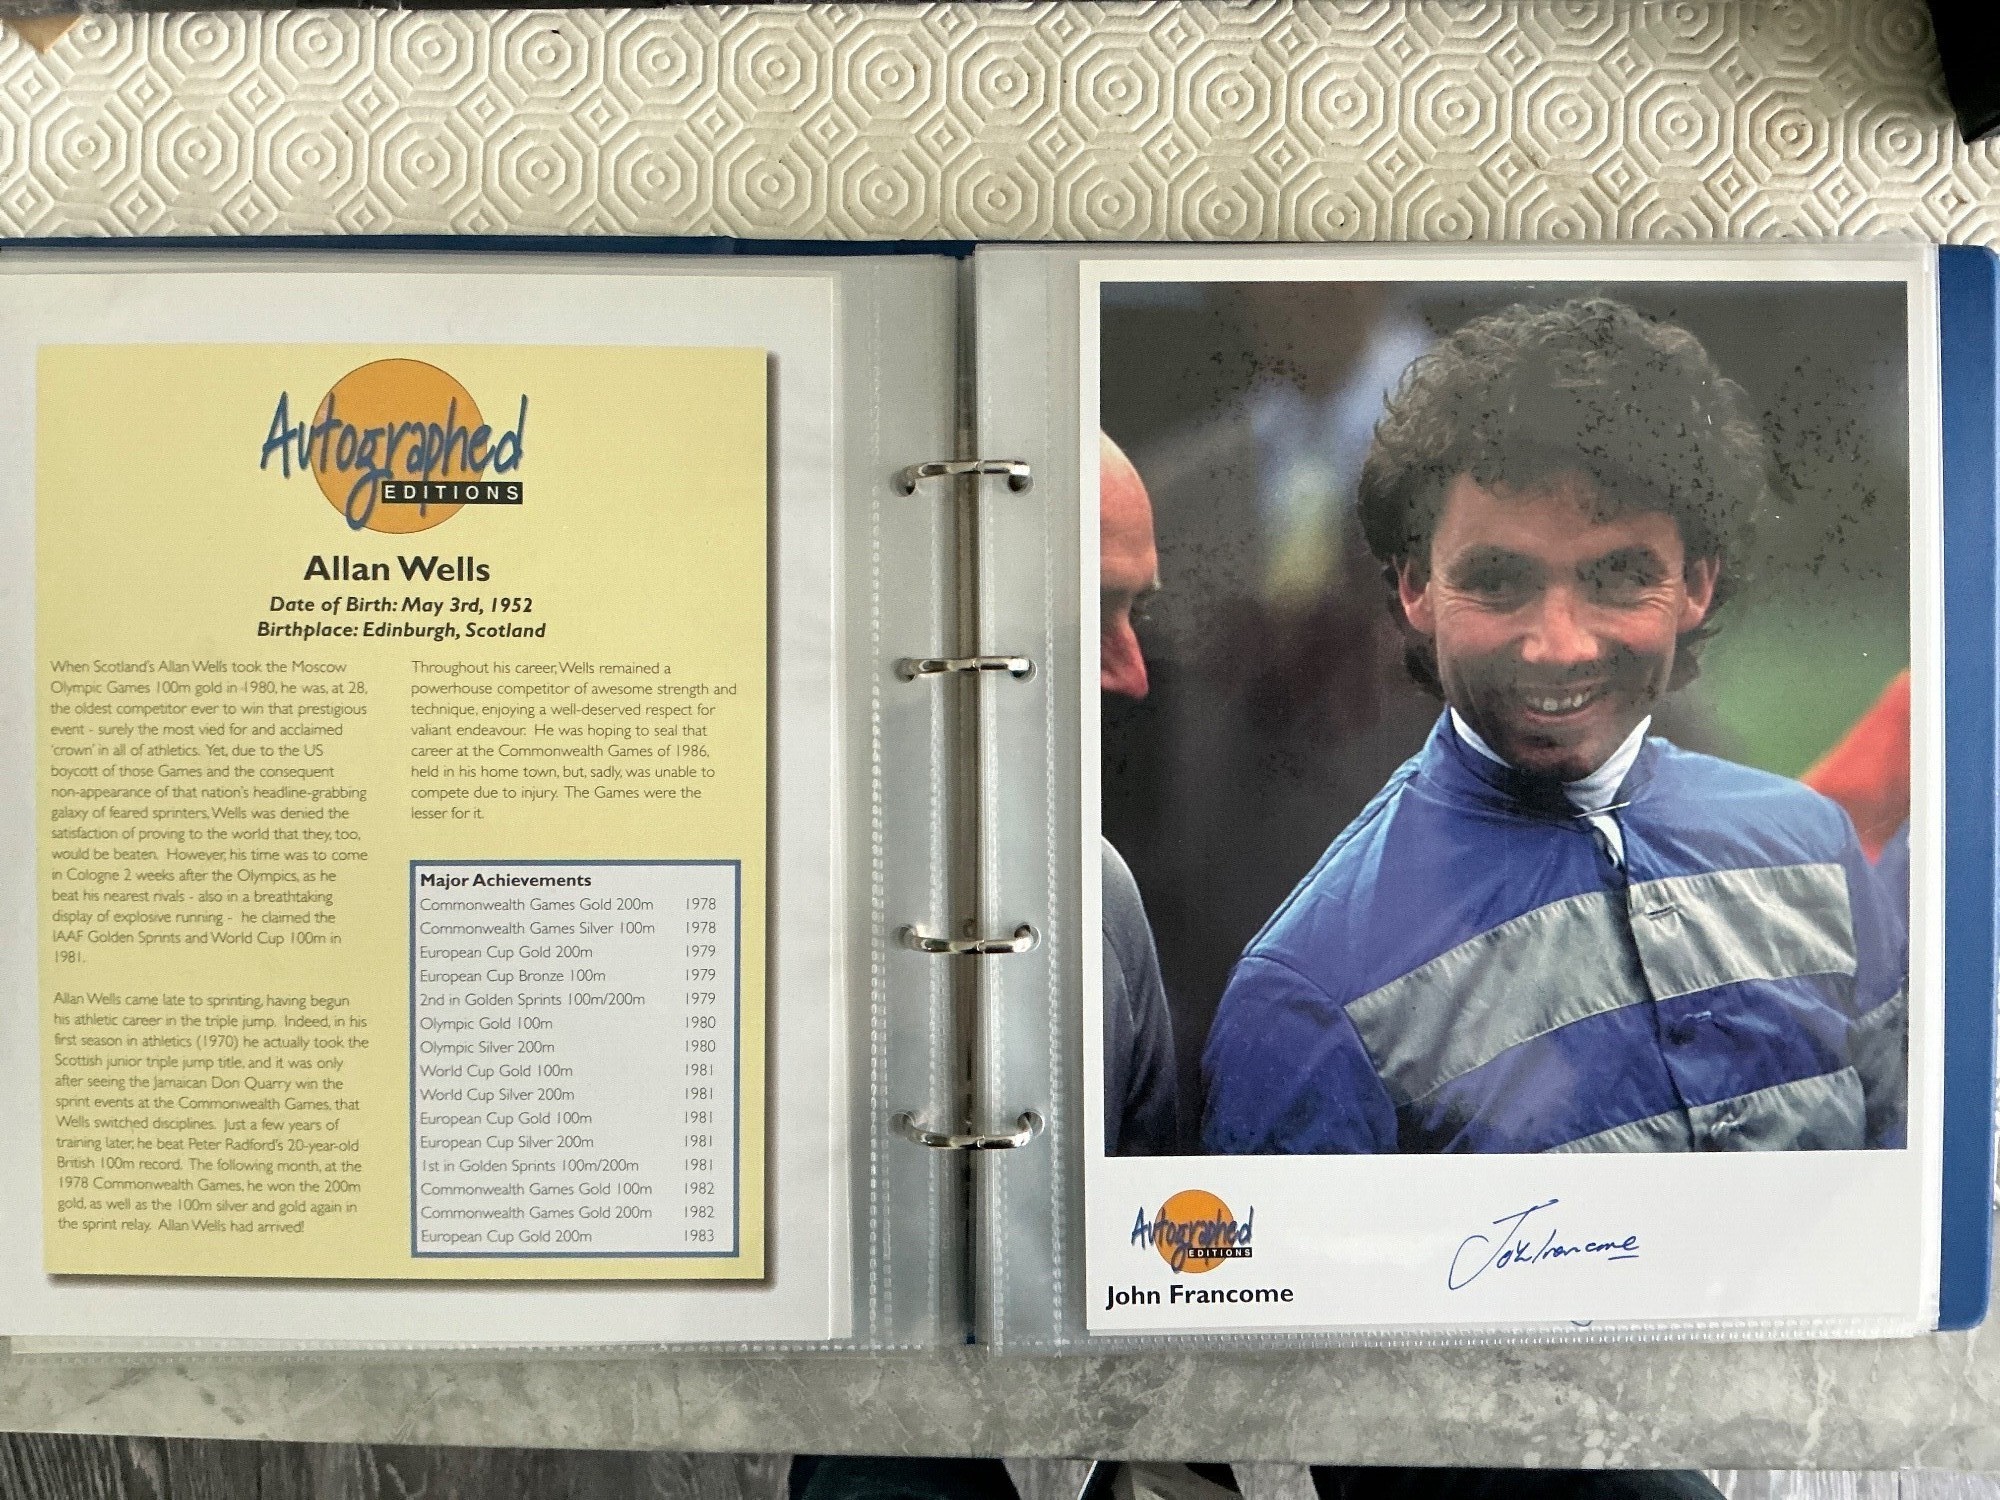 Autographed
EDITIONS
Allan Wells
Date of Birth: May 3rd, 1952
Birthplace: Edinburgh, Scotland
When Scotland's Allan Wells took the Moscow
Olympic Games 100m gold in 1980, he was, at 28,
the oldest competitor ever to win that prestigious
event - surely the most vied for and acclaimed
'crown' in all of athletics. Yet, due to the US
boycott of those Games and the consequent
non-appearance of that nation's headline-grabbing
galaxy of feared sprinters, Wells was denied the
satisfaction of proving to the world that they, too,
would be beaten. However, his time was to come
in Cologne 2 weeks after the Olympics, as he
beat his nearest rivals - also in a breathtaking
display of explosive running - he claimed the
IAAF Golden Sprints and World Cup 100m in
1981.
Allan Wells came late to sprinting, having begun
his athletic career in the triple jump. Indeed, in his
first season in athletics (1970) he actually took the
Scottish junior triple jump title, and it was only
after seeing the Jamaican Don Quarry win the
sprint events at the Commonwealth Games, that
Wells switched disciplines. Just a few years of
training later, he beat Peter Radford's 20-year-old
British 100m record. The following month, at the
1978 Commonwealth Games, he won the 200m
gold, as well as the 100m silver and gold again in
the sprint relay. Allan Wells had arrived!
Throughout his career, Wells remained a
powerhouse competitor of awesome strength and
technique, enjoying a well-deserved respect for
valiant endeavour. He was hoping to seal that
career at the Commonwealth Games of 1986,
held in his home town, but, sadly, was unable to
compete due to injury. The Games were the
lesser for it.
Major Achievements
Commonwealth Games Gold 200m 1978
Commonwealth Games Silver 100m 1978
European Cup Gold 200m 1979
European Cup Bronze 100m 1979
2nd in Golden Sprints 100m/200m 1979
Olympic Gold 100m 1980
Olympic Silver 200m 1980
World Cup Gold 100m 1981
World Cup Silver 200m 1981
European Cup Gold 100m 1981
European Cup Silver 200m 1981
1st in Golden Sprints 100m/200m 1981
Commonwealth Games Gold 100m 1982
Commonwealth Games Gold 200m 1982
European Cup Gold 200m 1983
Autographed
EDITIONS
John Francome
John Francome